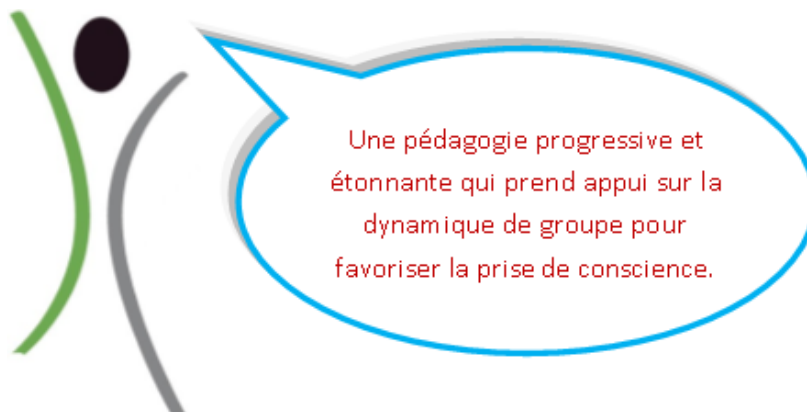 Une pédagogie progressive et
étonnante qui prend appui sur la
dynamique de groupe pour
favoriser la prise de conscience.